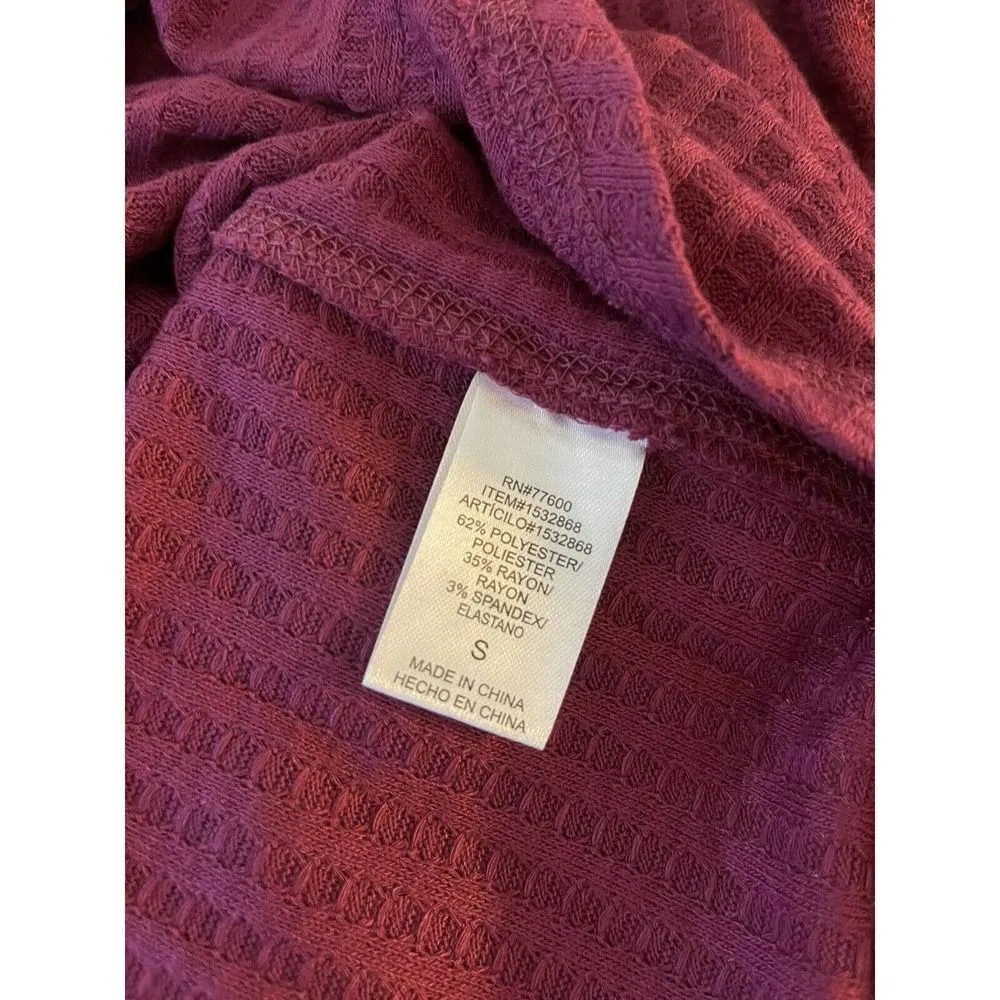 RN#77600
ITEM#1532868
ARTÍCILO#1532868
62% POLYESTER/
POLIESTER
35% RAYON/
RAYON
3% SPANDEX/
ELASTANO
S
MADE IN CHINA
HECHO EN CHINA